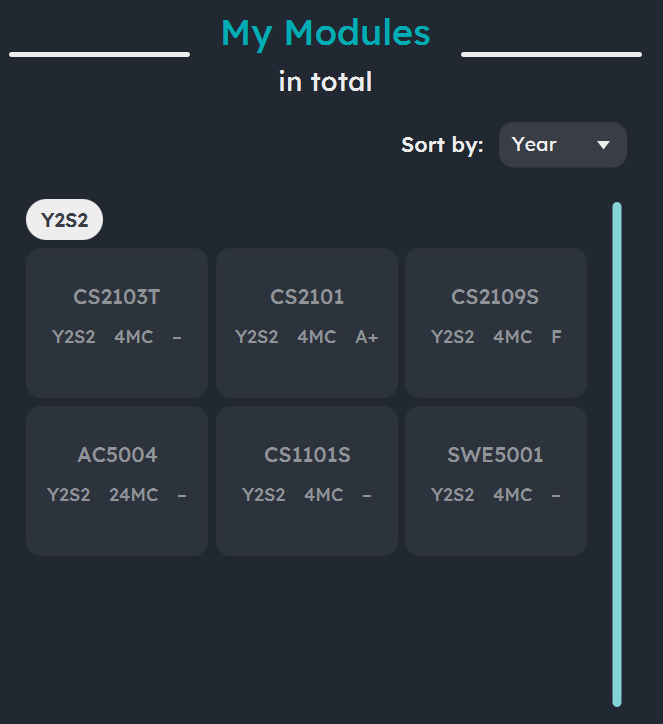 My Modules
in total
Sort by: Year
Y2S2
CS2103T CS2101 CS2109S
Y2S2 4MC – Y2S2 4MC A+ Y2S2 4MC F
AC5004 CS1101S SWE5001
Y2S2 24MC – Y2S2 4MC – Y2S2 4MC –